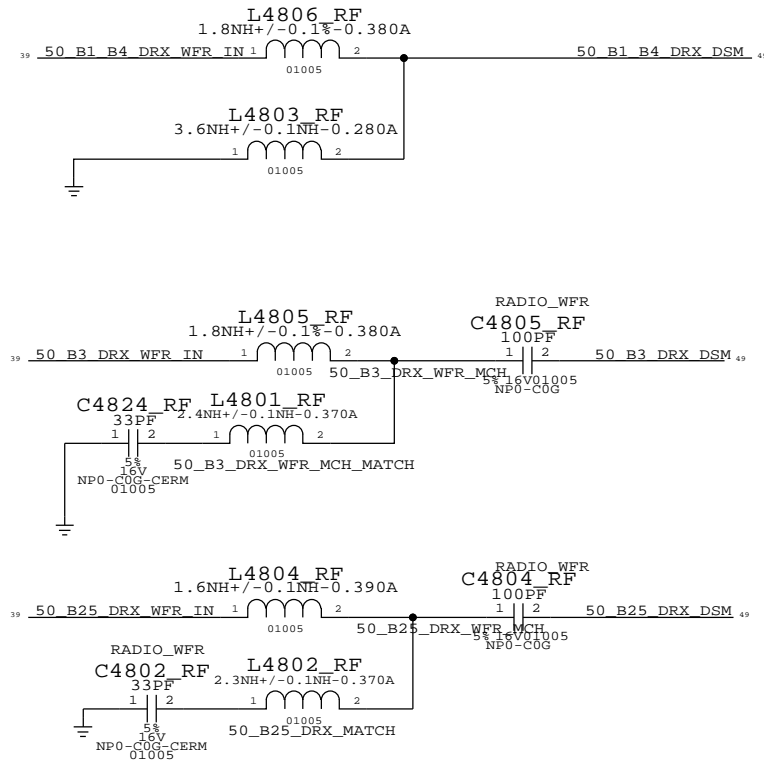 L4806_RF
1.8NH+/-0.1%-0.380A
39 50_B1_B4_DRX_WFR_IN 1 2 50_B1_B4_DRX_DSM
01005
L4803_RF
3.6NH+/-0.1NH-0.280A
1 2
01005
RADIO_WFR
L4805_RF
C4805_RF
1.8NH+/-0.1%-0.380A
100PF
39 50_B3_DRX_WFR_IN 1 2 1 2 50_B3_DRX_DSM 49
01005 50_B3_DRX_WFR_MCH
5% 16V01005
NP0-C0G
C4824_RF
L4801_RF
33PF 2.4NH+/-0.1NH-0.370A
1 2 1 2
01005
5%
50_B3_DRX_WFR_MCH_MATCH
16V
NP0-C0G-CERM
01005
RADIO_WFR
L4804_RF
C4804_RF
1.6NH+/-0.1NH-0.390A
100PF
39 50_B25_DRX_WFR_IN 1 2 1 2 50_B25_DRX_DSM 49
01005 50_B25_DRX_WFR_MCH
5% 16V01005
NP0-C0G
RADIO_WFR
C4802_RF
L4802_RF
33PF 2.3NH+/-0.1NH-0.370A
1 2 1 2
01005
5%
50_B25_DRX_MATCH
16V
NP0-C0G-CERM
01005